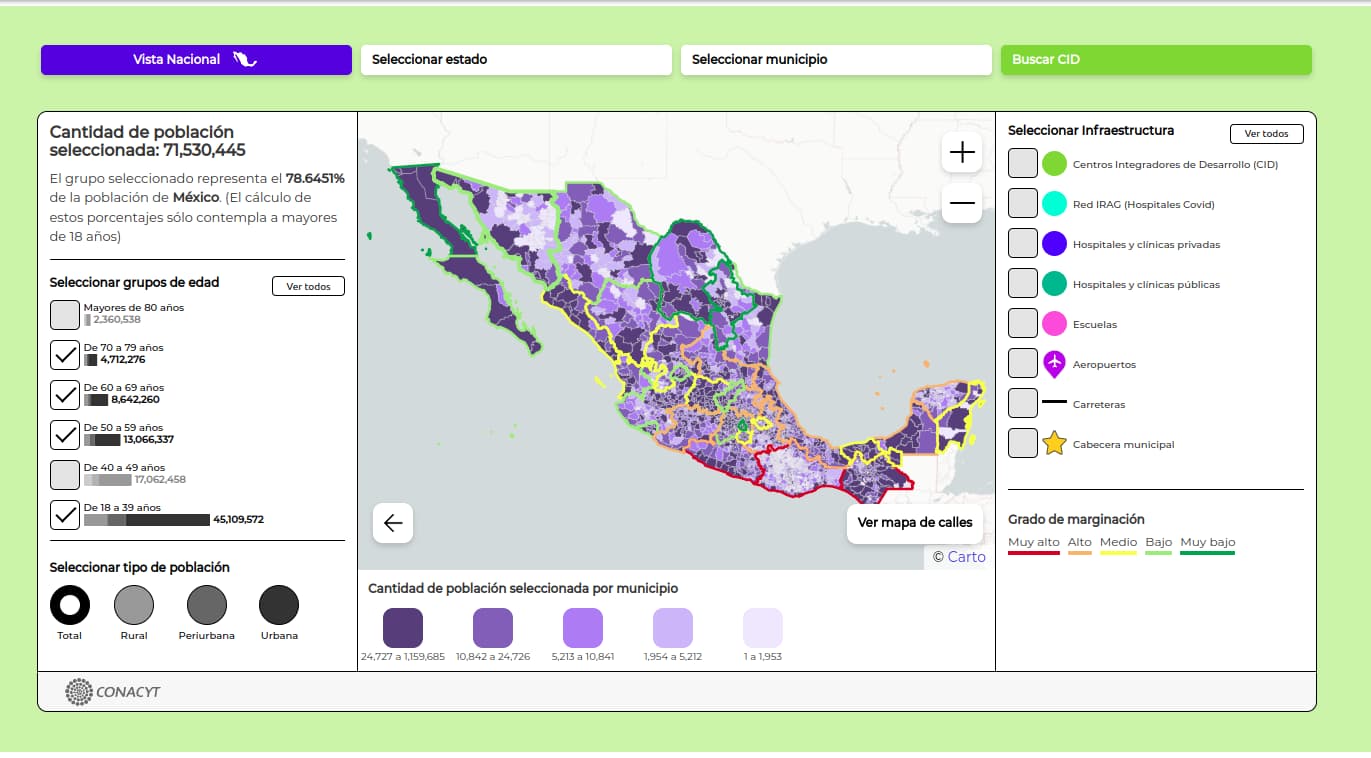 Vista Nacional
Seleccionar estado
Seleccionar municipio
Buscar CID
Cantidad de población
seleccionada: 71,530,445
El grupo seleccionado representa el 78.6451%
de la población de México. (El cálculo de
estos porcentajes sólo contempla a mayores
de 18 años)
Seleccionar grupos de edad
Ver todos
Mayores de 80 años
2,360,538
De 70 a 79 años
4,712,276
De 60 a 69 años
8,642,260
De 50 a 59 años
13,066,337
De 40 a 49 años
17,062,458
De 18 a 39 años
45,109,572
Seleccionar tipo de población
Total
Rural
Periurbana
Urbana
Ver mapa de calles
© Carto
Cantidad de población seleccionada por municipio
24,727 a 1,159,685
10,842 a 24,726
5,213 a 10,841
1,954 a 5,212
1 a 1,953
Seleccionar Infraestructura
Ver todos
Centros Integradores de Desarrollo (CID)
Red IRAG (Hospitales Covid)
Hospitales y clínicas privadas
Hospitales y clínicas públicas
Escuelas
Aeropuertos
Carreteras
Cabecera municipal
Grado de marginación
Muy alto Alto Medio Bajo Muy bajo
CONACYT